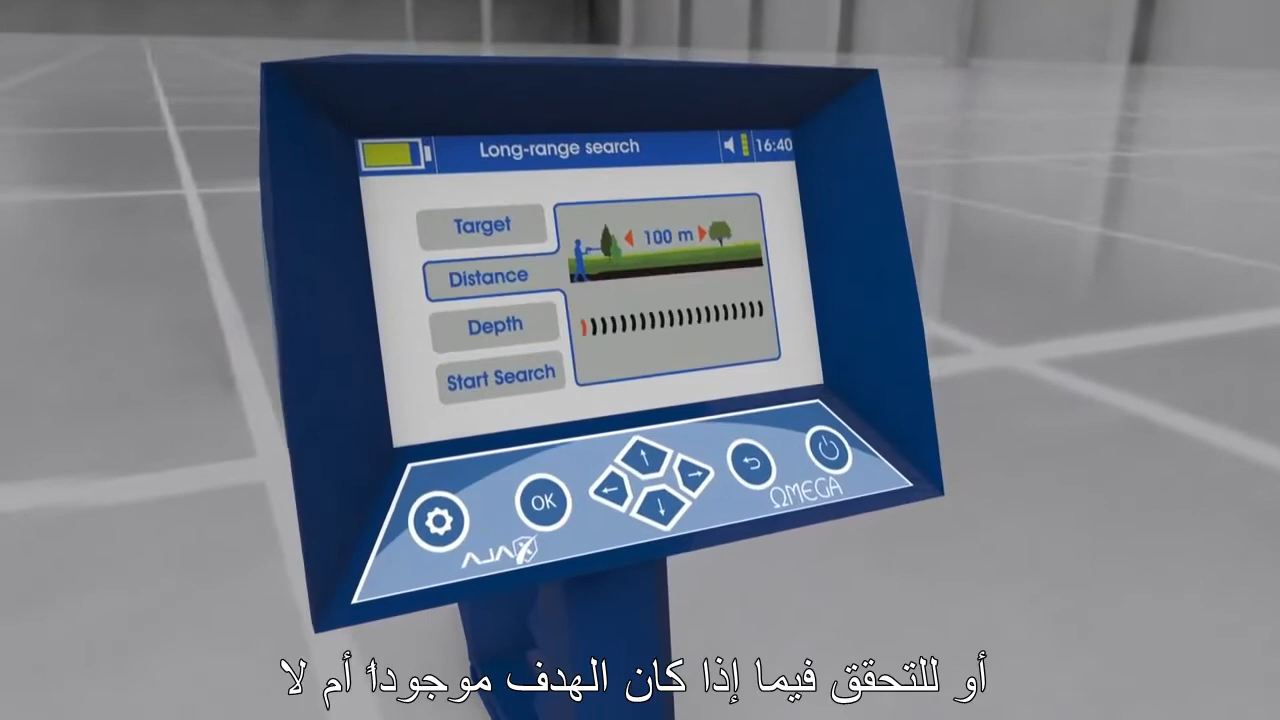 Long-range search
16:40
Target
100 m
Distance
Depth
Start Search
OK
AJAX
ΩMEGA
أو للتحقق فيما إذا كان الهدف موجوداً أم لا